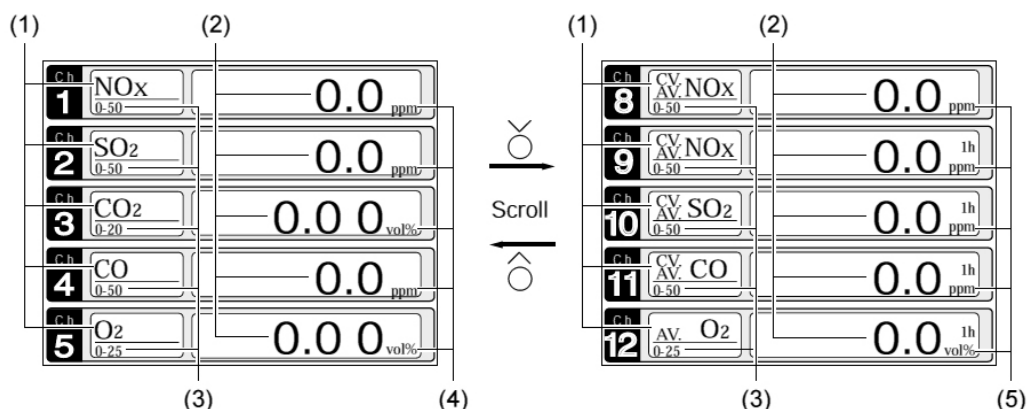 (1) (2) (1) (2)
Ch 1 NOx 0-50 0.0 ppm
Ch 2 SO2 0-50 0.0 ppm
Ch 3 CO2 0-20 0.00 vol%
Ch 4 CO 0-50 0.0 ppm
Ch 5 O2 0-25 0.00 vol%
(3) (4)
Scroll
Ch 8 CV. AV. NOx 0-50 0.0 ppm
Ch 9 CV. AV. NOx 0-50 0.0 1h ppm
Ch 10 CV. AV. SO2 0-50 0.0 1h ppm
Ch 11 CV. AV. CO 0-50 0.0 1h ppm
Ch 12 AV. O2 0-25 0.0 1h vol%
(3) (5)